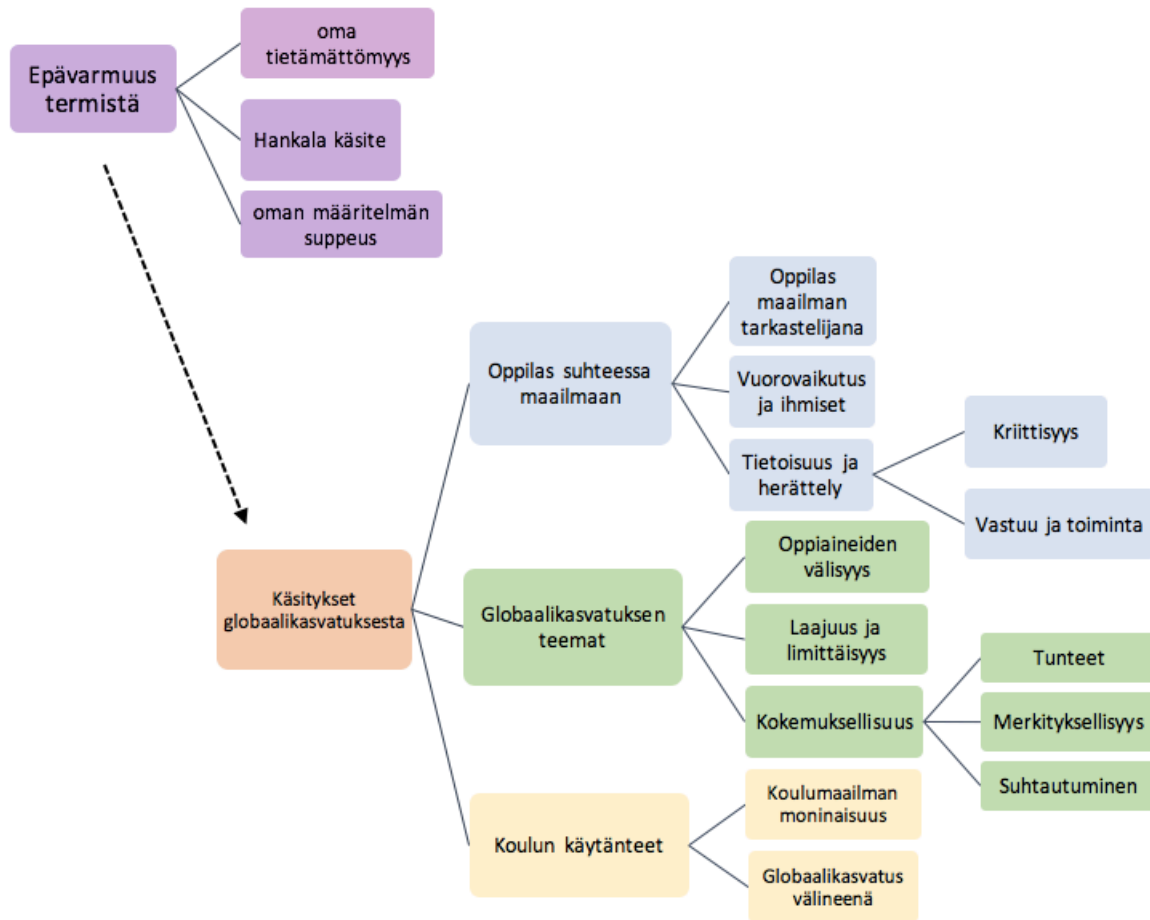 oma
tietämättömyys
Epävarmuus
termistä
Hankala käsite
oman määritelmän
suppeus
Oppilas
maailman
tarkastelijana
Oppilas suhteessa
maailmaan
Vuorovaikutus
ja ihmiset
Tietoisuus ja
herättely
Kriittisyys
Vastuu ja toiminta
Käsitykset
globaalikasvatuksesta
Globaalikasvatuksen
teemat
Oppiaineiden
välisyys
Laajuus ja
limittäisyys
Kokemuksellisuus
Tunteet
Merkityksellisyys
Suhtautuminen
Koulun käytänteet
Koulumaailman
moninaisuus
Globaalikasvatus
välineenä